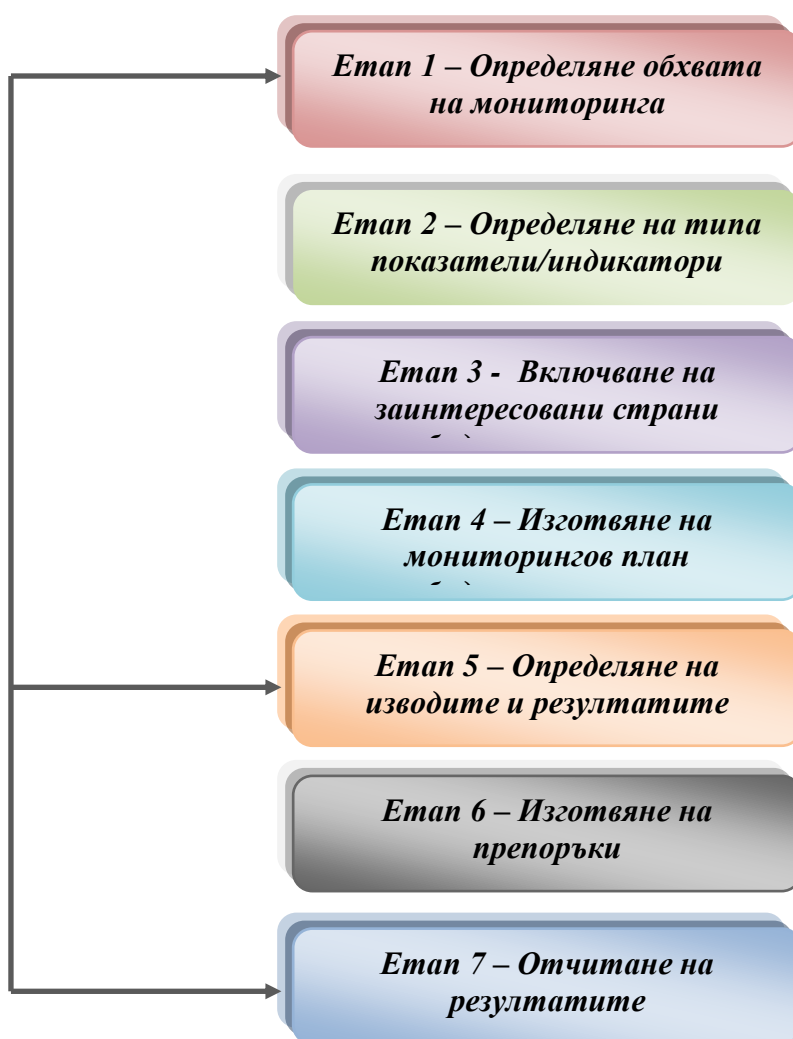 Етап 1 – Определяне обхвата
на мониторинга
Етап 2 – Определяне на типа
показатели/индикатори
Етап 3 - Включване на
заинтересовани страни
Етап 4 – Изготвяне на
мониторингов план
Етап 5 – Определяне на
изводите и резултатите
Етап 6 – Изготвяне на
препоръки
Етап 7 – Отчитане на
резултатите